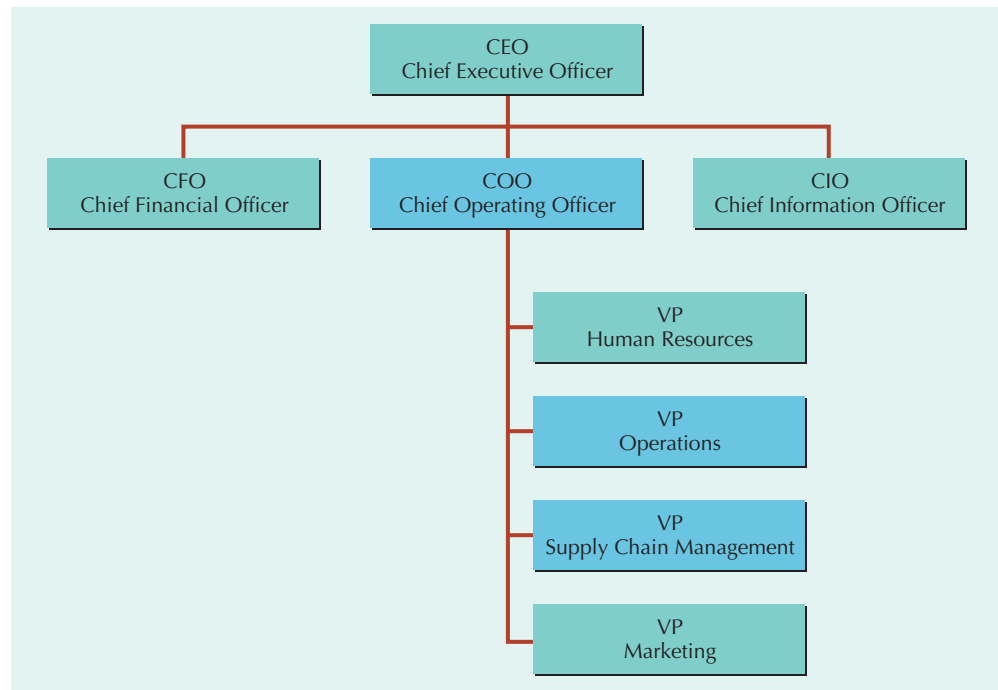 CEO
Chief Executive Officer
CFO
Chief Financial Officer
COO
Chief Operating Officer
CIO
Chief Information Officer
VP
Human Resources
VP
Operations
VP
Supply Chain Management
VP
Marketing